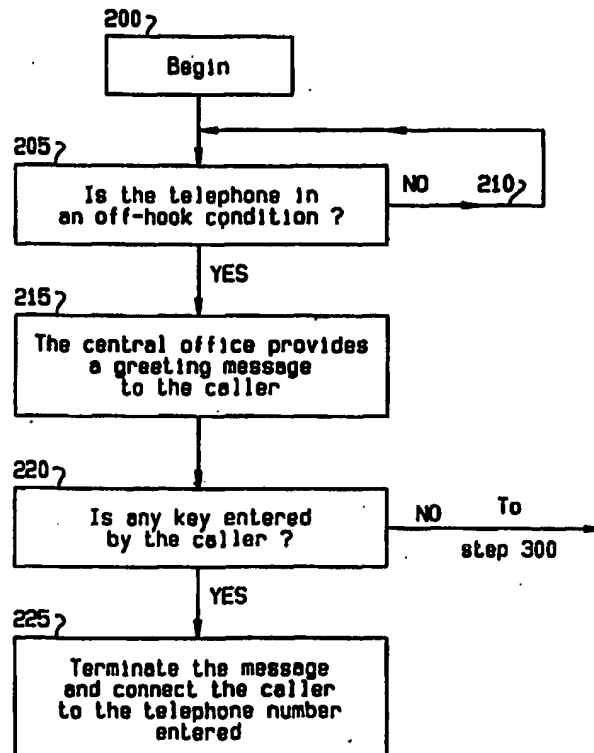 200
Begin
205
Is the telephone in
an off-hook condition ?
NO
210
YES
215
The central office provides
a greeting message
to the caller
220
Is any key entered
by the caller ?
NO
To
step 300
YES
225
Terminate the message
and connect the caller
to the telephone number
entered